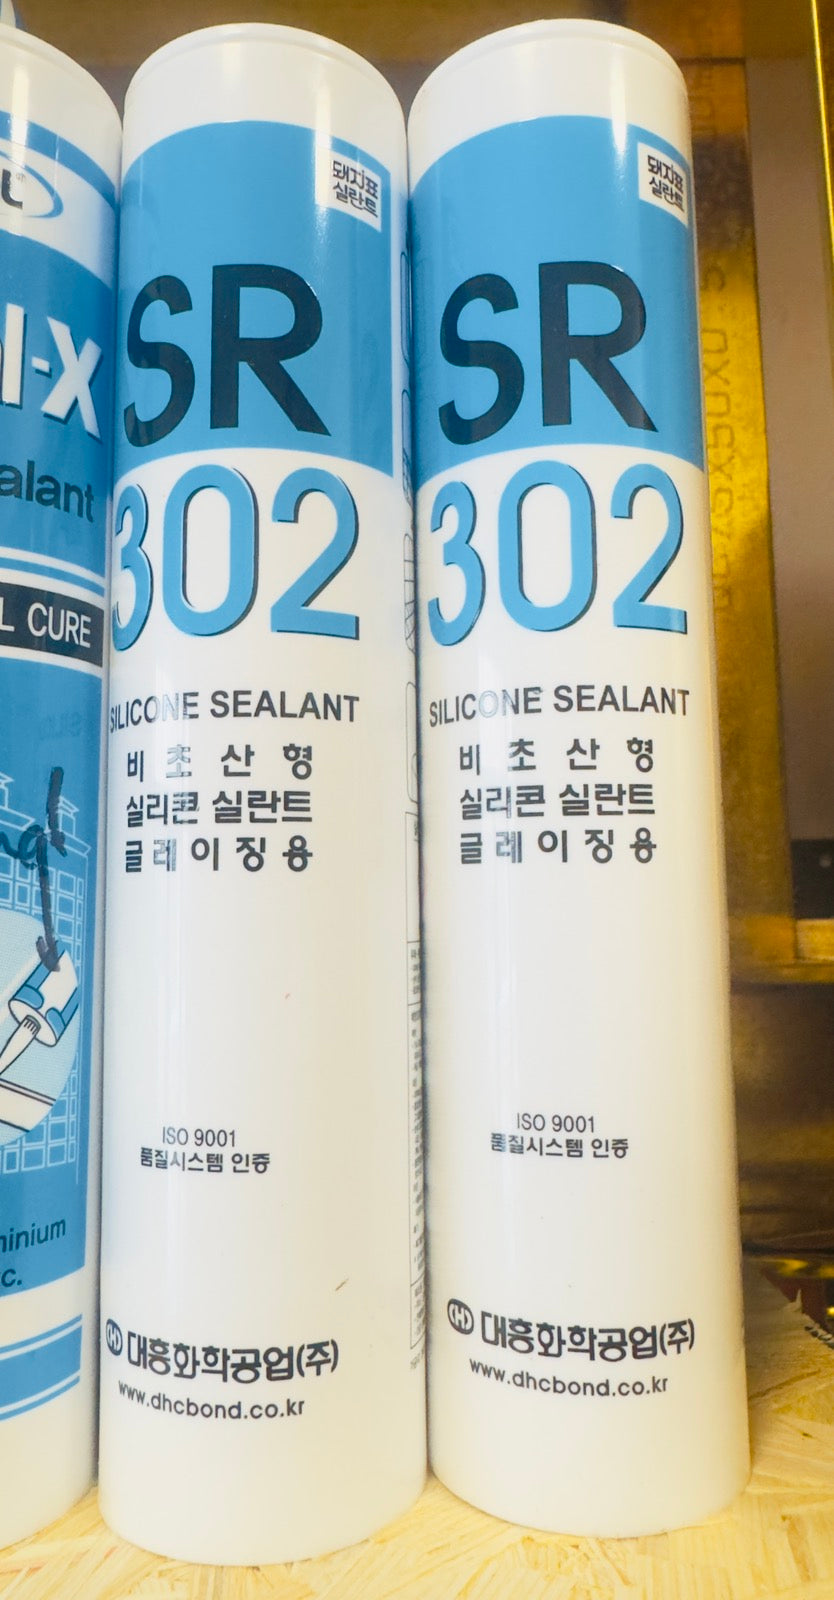 l-X
alant
L CURE
minium
c.
돼지표
실란트
SR
302
SILICONE SEALANT
비초산형
실리콘 실란트
글레이징용
ISO 9001
품질시스템 인증
CHD 대흥화학공업(주)
www.dhcbond.co.kr
돼지표
실란트
SR
302
SILICONE SEALANT
비초산형
실리콘 실란트
글레이징용
ISO 9001
품질시스템 인증
CHD 대흥화학공업(주)
www.dhcbond.co.kr